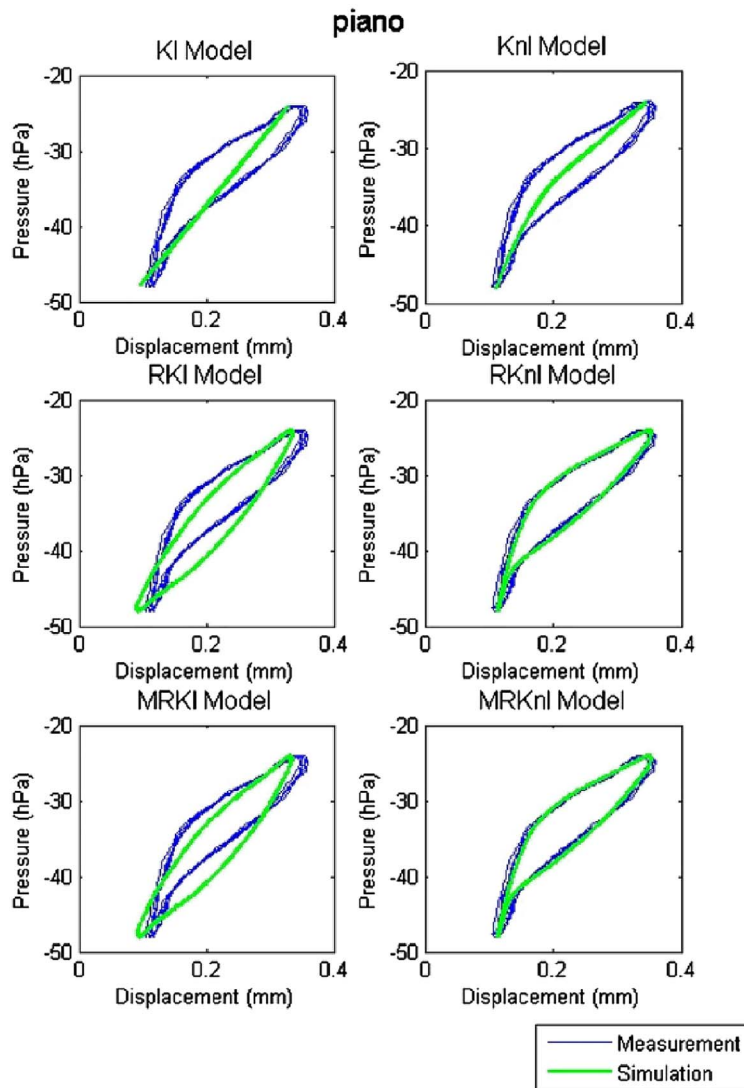 piano
Kl Model
Knl Model
-20
-30
-40
-50
Pressure (hPa)
0
0.2
0.4
Displacement (mm)
-20
-30
-40
-50
Pressure (hPa)
0
0.2
0.4
Displacement (mm)
RKl Model
RKnl Model
-20
-30
-40
-50
Pressure (hPa)
0
0.2
0.4
Displacement (mm)
-20
-30
-40
-50
Pressure (hPa)
0
0.2
0.4
Displacement (mm)
MRKl Model
MRKnl Model
-20
-30
-40
-50
Pressure (hPa)
0
0.2
0.4
Displacement (mm)
-20
-30
-40
-50
Pressure (hPa)
0
0.2
0.4
Displacement (mm)
Measurement
Simulation